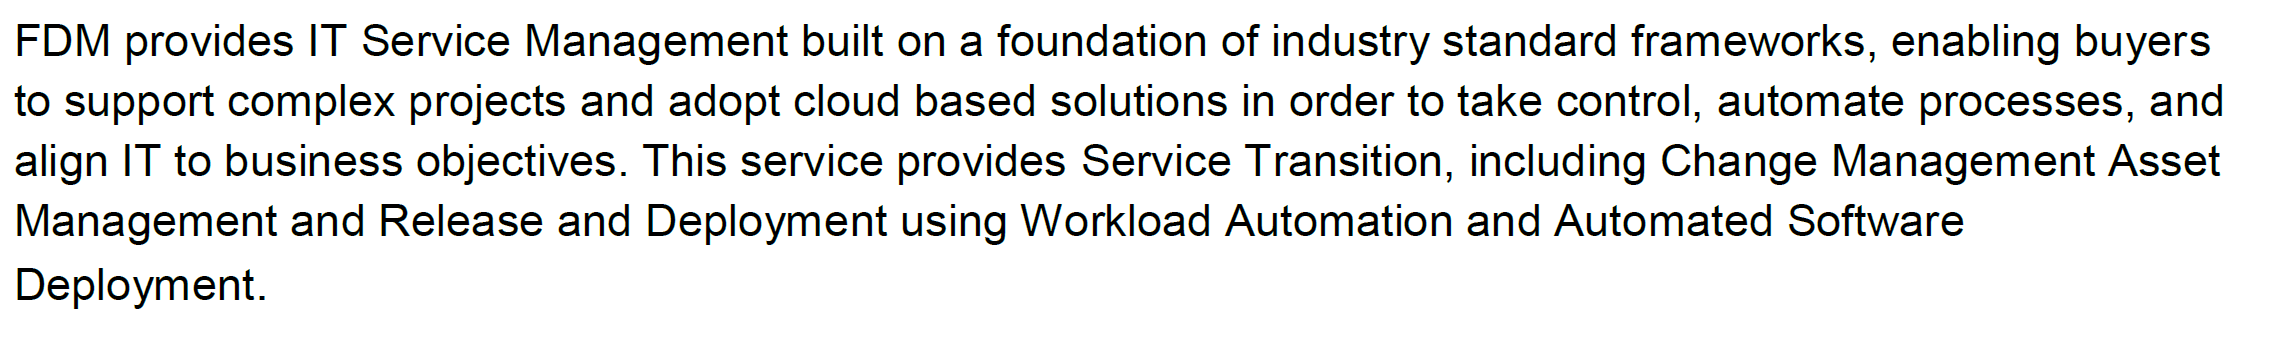 FDM provides IT Service Management built on a foundation of industry standard frameworks, enabling buyers
to support complex projects and adopt cloud based solutions in order to take control, automate processes, and
align IT to business objectives. This service provides Service Transition, including Change Management Asset
Management and Release and Deployment using Workload Automation and Automated Software
Deployment.